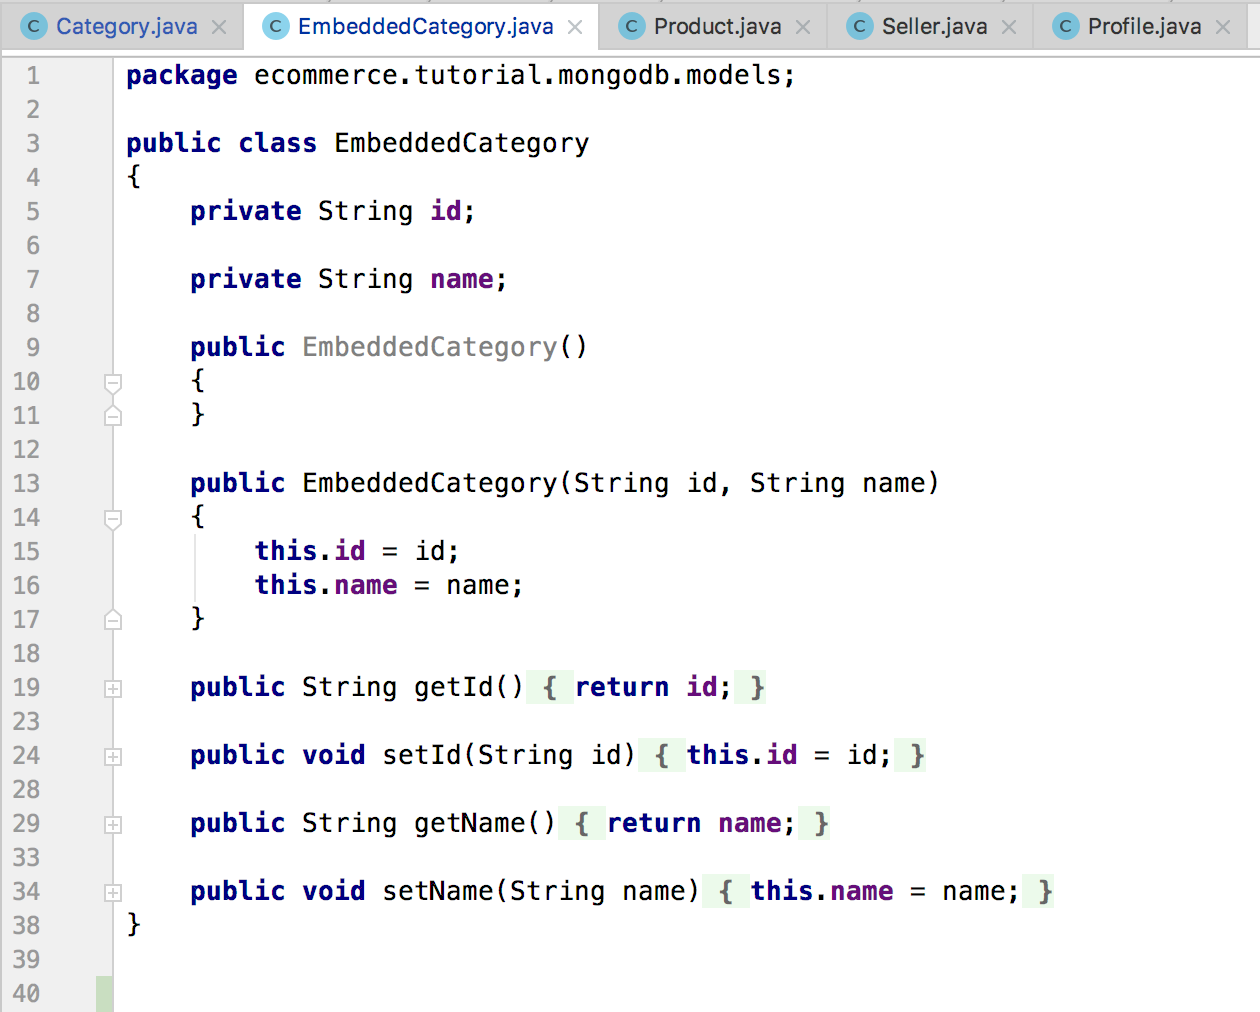 C Category.java × C EmbeddedCategory.java × C Product.java × C Seller.java × C Profile.java ×
1 package ecommerce.tutorial.mongodb.models;
2
3 public class EmbeddedCategory
4 {
5 private String id;
6
7 private String name;
8
9 public EmbeddedCategory()
10 {
11 }
12
13 public EmbeddedCategory(String id, String name)
14 {
15 this.id = id;
16 this.name = name;
17 }
18
19 public String getId() { return id; }
23
24 public void setId(String id) { this.id = id; }
28
29 public String getName() { return name; }
33
34 public void setName(String name) { this.name = name; }
38 }
39
40